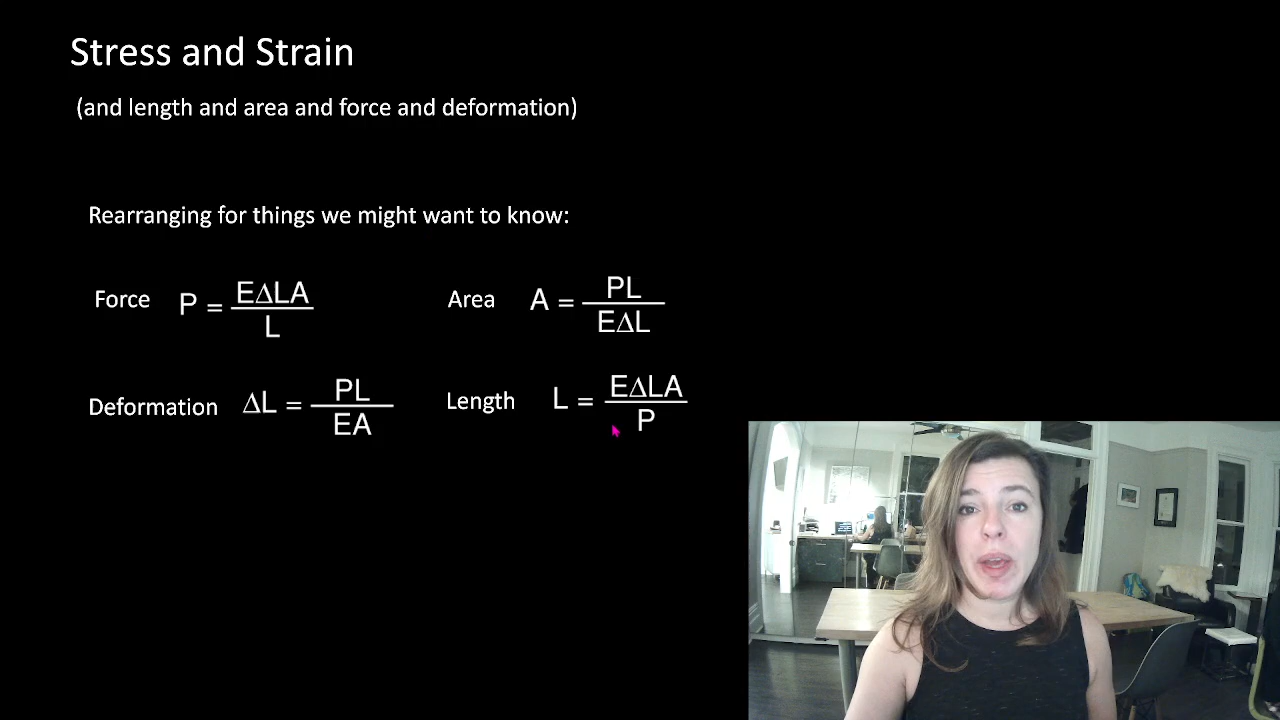 Stress and Strain
(and length and area and force and deformation)
Rearranging for things we might want to know:
Force P = EΔLA / L
Area A = PL / EΔL
Deformation ΔL = PL / EA
Length L = EΔLA / P